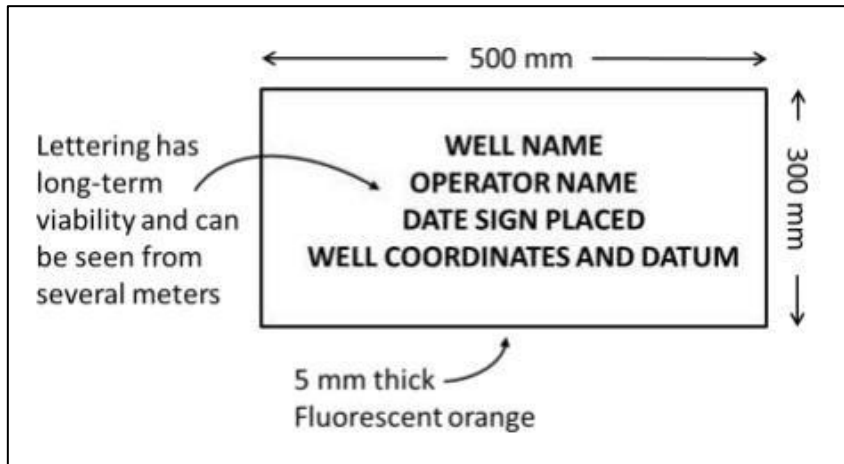 500 mm
Lettering has
long-term
viability and can
be seen from
several meters
WELL NAME
OPERATOR NAME
DATE SIGN PLACED
WELL COORDINATES AND DATUM
300 mm
5 mm thick
Fluorescent orange